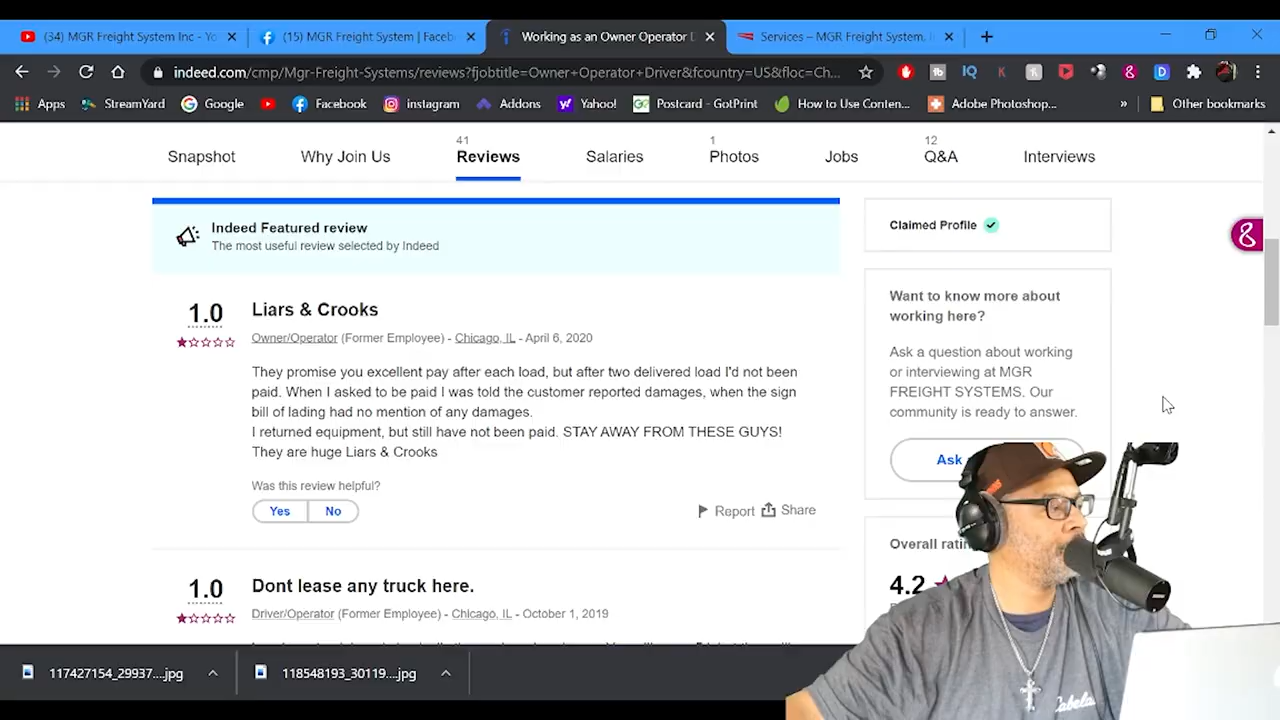 (34) MGR Freight System Inc - Yo
(15) MGR Freight System | Faceb
Working as an Owner Operator D
Services – MGR Freight System, I
indeed.com/cmp/Mgr-Freight-Systems/reviews?fjobtitle=Owner+Operator+Driver&fcountry=US&floc=Ch...
Apps
StreamYard
Google
Facebook
instagram
Addons
Yahoo!
Postcard - GotPrint
How to Use Conten...
Adobe Photoshop...
»
Other bookmarks
41
1
12
Snapshot
Why Join Us
Reviews
Salaries
Photos
Jobs
Q&A
Interviews
Indeed Featured review
The most useful review selected by Indeed
1.0
Liars & Crooks
Owner/Operator (Former Employee) - Chicago, IL - April 6, 2020
They promise you excellent pay after each load, but after two delivered load I'd not been
paid. When I asked to be paid I was told the customer reported damages, when the sign
bill of lading had no mention of any damages.
I returned equipment, but still have not been paid. STAY AWAY FROM THESE GUYS!
They are huge Liars & Crooks
Was this review helpful?
Yes
No
Report
Share
1.0
Dont lease any truck here.
Driver/Operator (Former Employee) - Chicago, IL - October 1, 2019
Claimed Profile
Want to know more about
working here?
Ask a question about working
or interviewing at MGR
FREIGHT SYSTEMS. Our
community is ready to answer.
Ask
Overall
4.2
117427154_29937....jpg
118548193_30119....jpg
Cabela